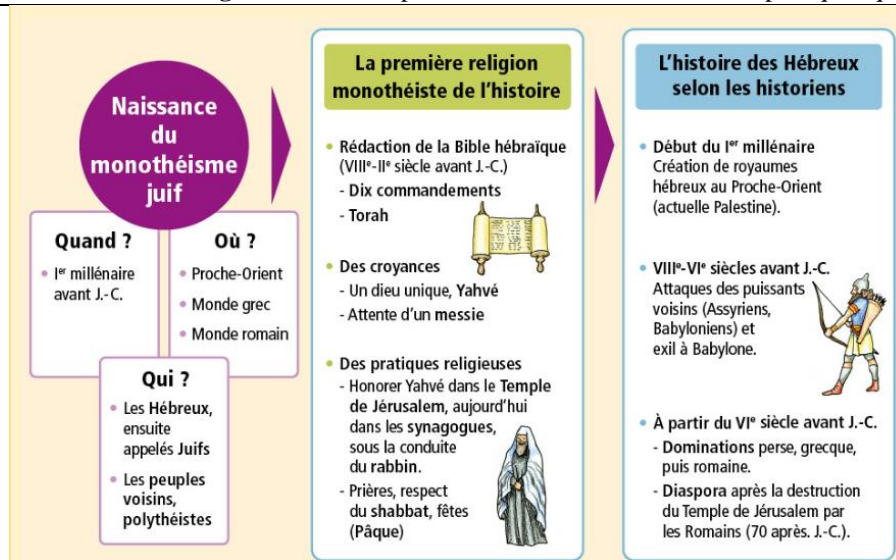 Naissance
du
monothéisme
juif
Quand ?
• Ier millénaire
avant J.-C.
Où ?
• Proche-Orient
• Monde grec
• Monde romain
Qui ?
• Les Hébreux,
ensuite
appelés Juifs
• Les peuples
voisins,
polythéistes
La première religion
monothéiste de l'histoire
• Rédaction de la Bible hébraïque
(VIIIe-IIe siècle avant J.-C.)
- Dix commandements
- Torah
• Des croyances
- Un dieu unique, Yahvé
- Attente d'un messie
• Des pratiques religieuses
- Honorer Yahvé dans le Temple
de Jérusalem, aujourd'hui
dans les synagogues,
sous la conduite
du rabbin.
- Prières, respect
du shabbat, fêtes
(Pâque)
L'histoire des Hébreux
selon les historiens
• Début du Ier millénaire
Création de royaumes
hébreux au Proche-Orient
(actuelle Palestine).
• VIIIe-VIe siècles avant J.-C.
Attaques des puissants
voisins (Assyriens,
Babyloniens) et
exil à Babylone.
• À partir du VIe siècle avant J.-C.
- Dominations perse, grecque,
puis romaine.
- Diaspora après la destruction
du Temple de Jérusalem par
les Romains (70 après. J.-C.).